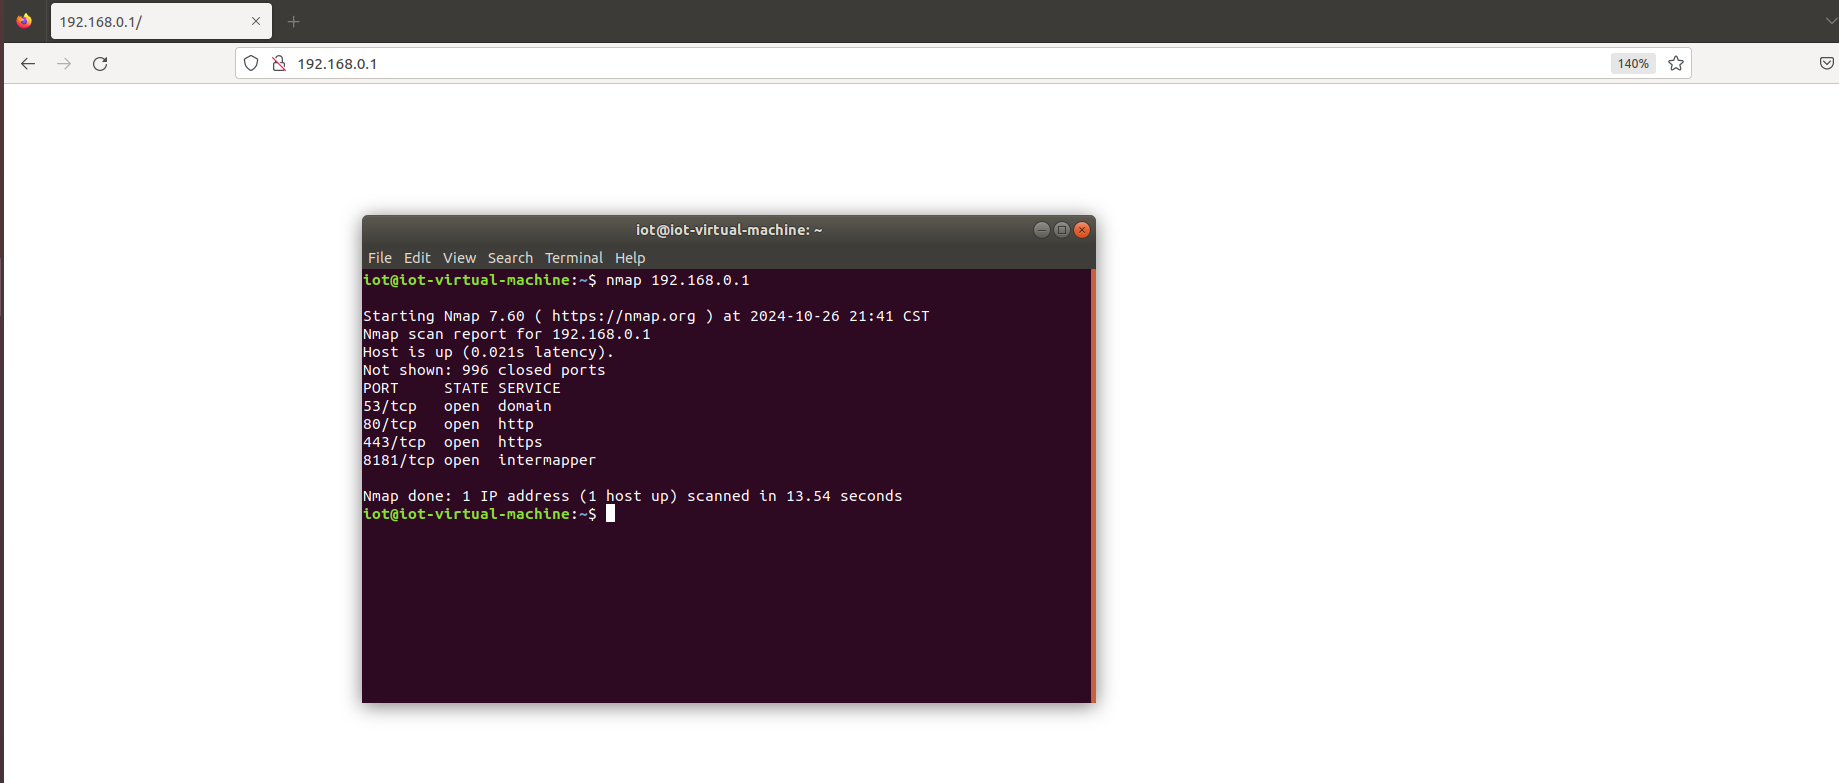 192.168.0.1/
192.168.0.1
140%
iot@iot-virtual-machine: ~
File Edit View Search Terminal Help
iot@iot-virtual-machine:~$ nmap 192.168.0.1
Starting Nmap 7.60 ( https://nmap.org ) at 2024-10-26 21:41 CST
Nmap scan report for 192.168.0.1
Host is up (0.021s latency).
Not shown: 996 closed ports
PORT     STATE SERVICE
53/tcp   open  domain
80/tcp   open  http
443/tcp  open  https
8181/tcp open  intermapper
Nmap done: 1 IP address (1 host up) scanned in 13.54 seconds
iot@iot-virtual-machine:~$